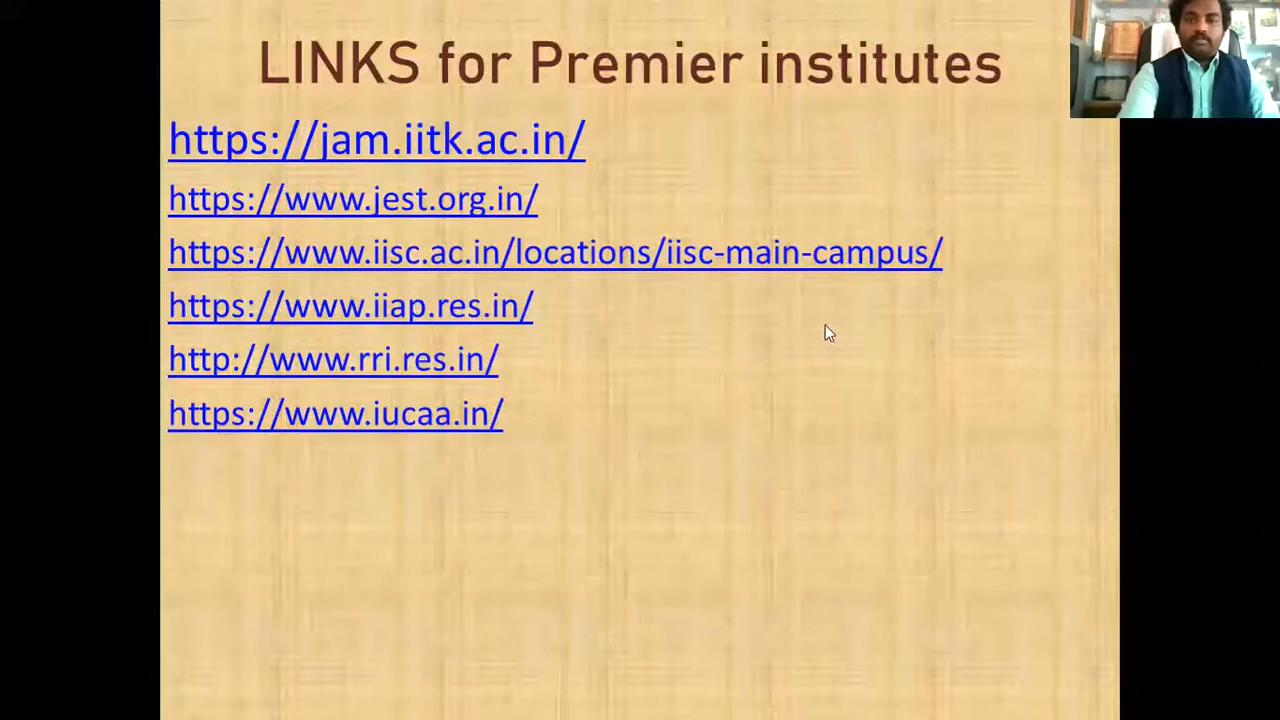 LINKS for Premier institutes
https://jam.iitk.ac.in/
https://www.jest.org.in/
https://www.iisc.ac.in/locations/iisc-main-campus/
https://www.iiap.res.in/
http://www.rri.res.in/
https://www.iucaa.in/